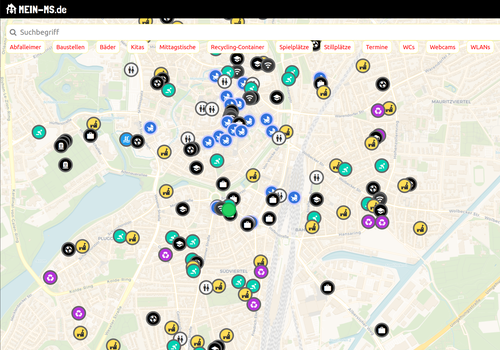 MEIN-MS.de
Suchbegriff
Abfalleimer Baustellen Bäder Kitas Mittagstische Recycling-Container Spielplätze Stillplätze Termine WCs Webcams WLANs
MAURITZVIERTEL
SÜDVIERTEL